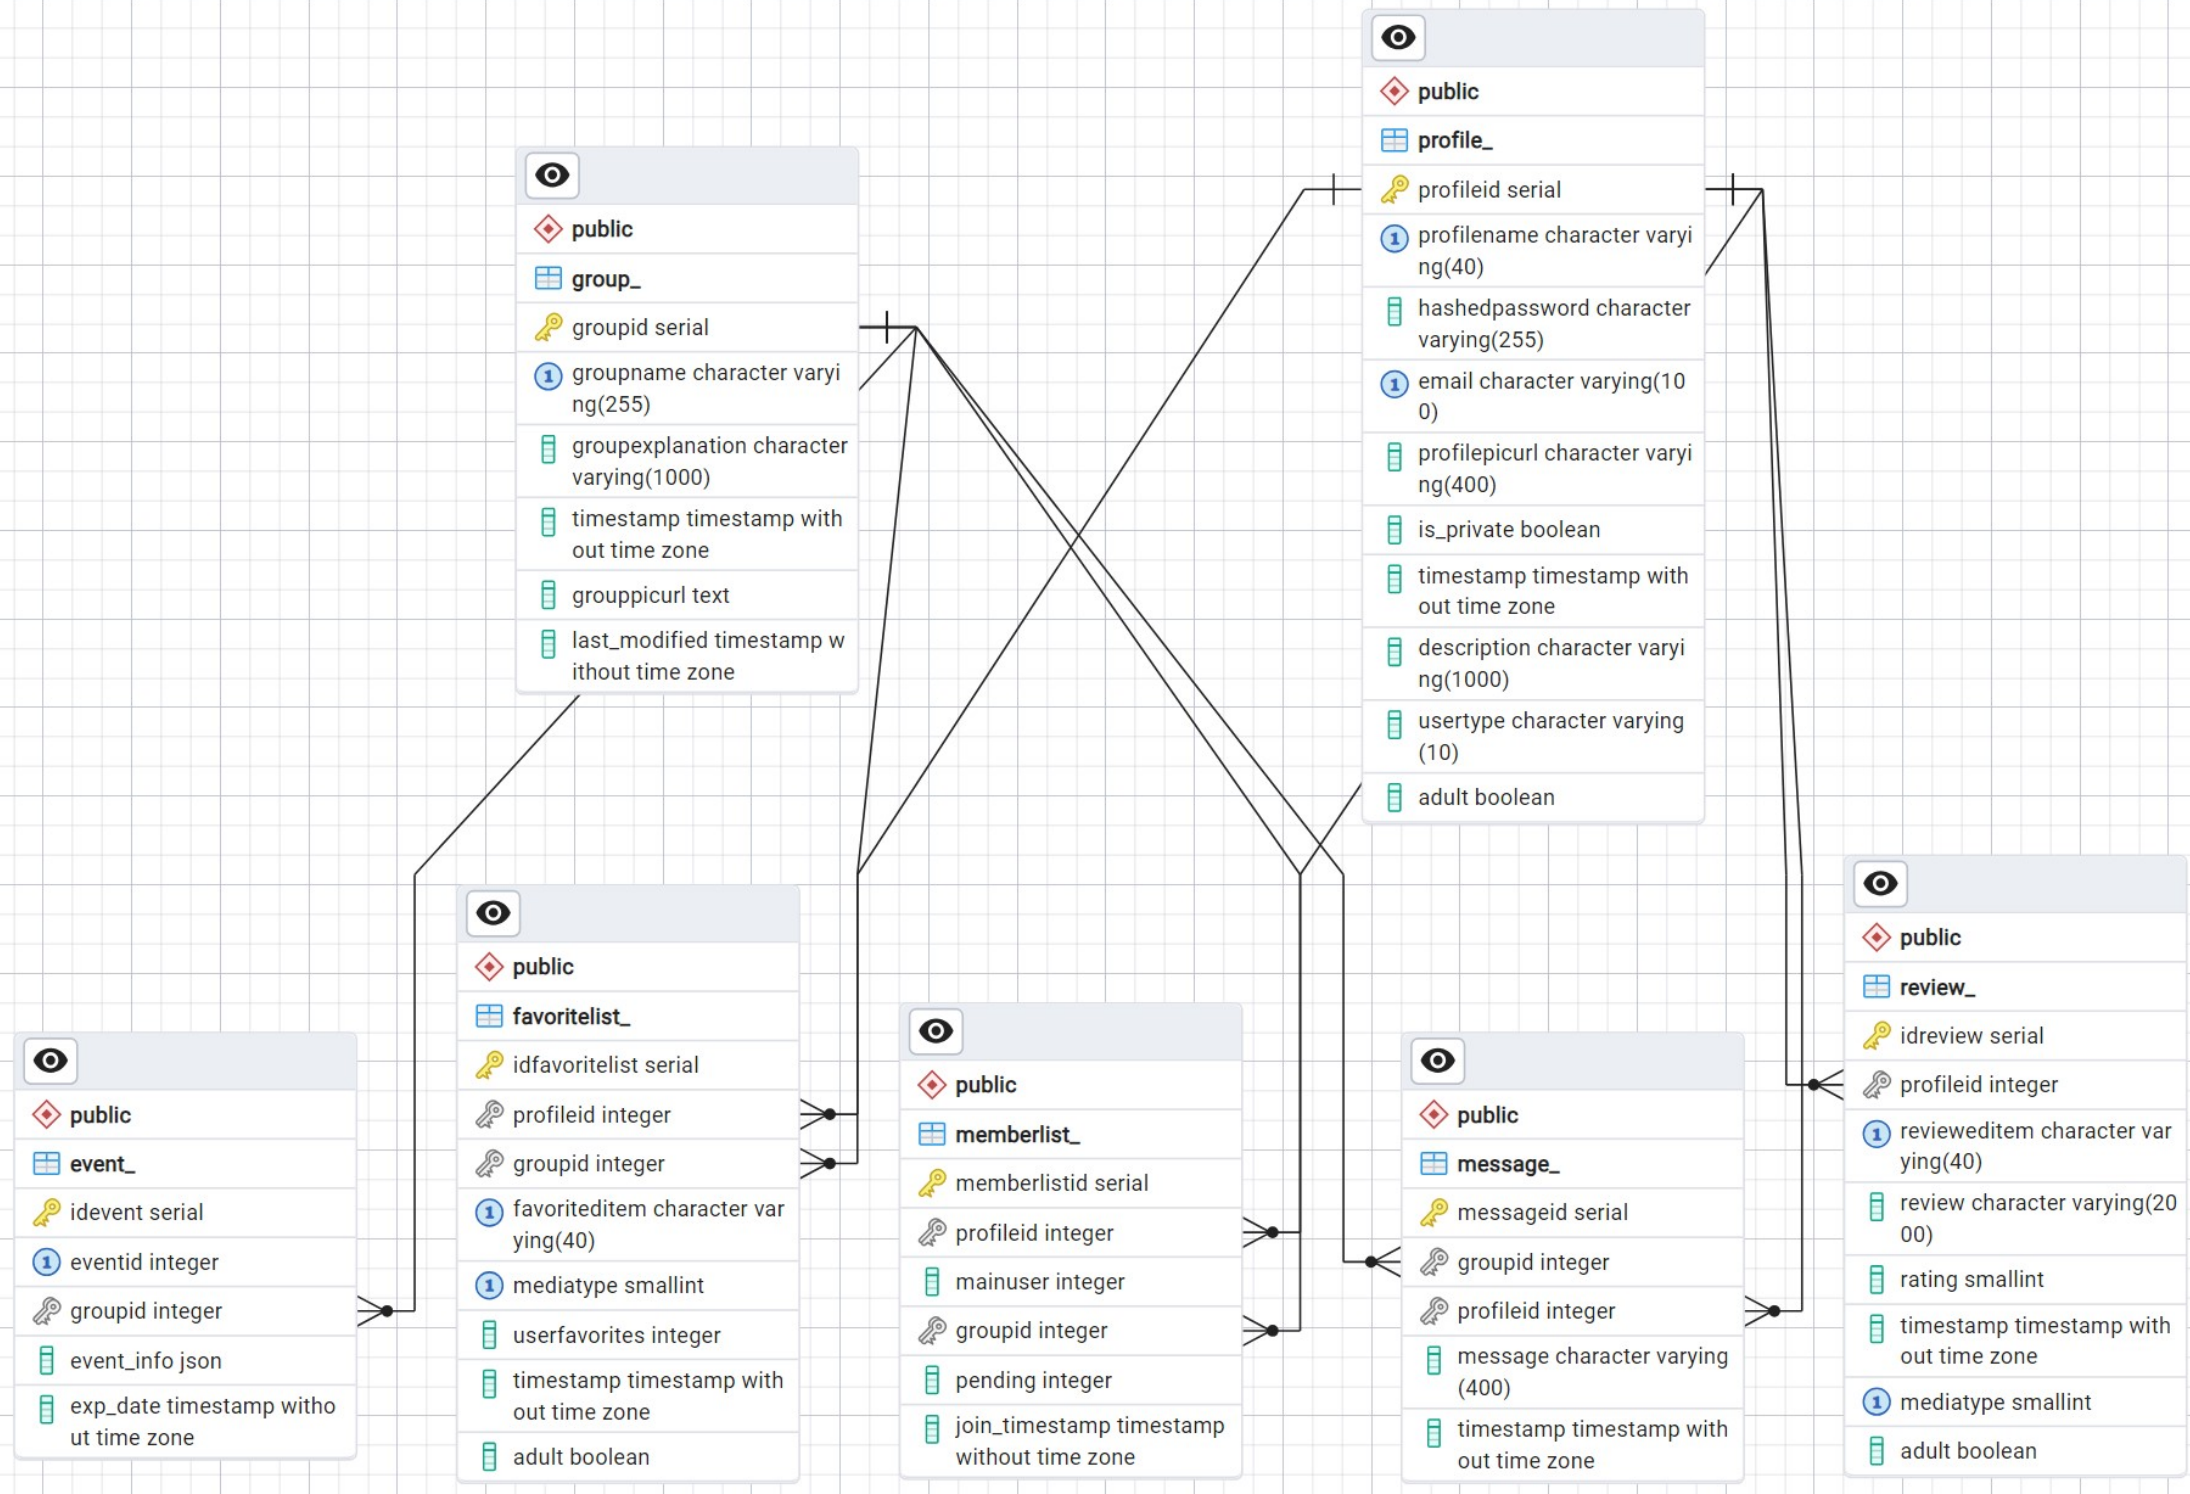 public
group_
groupid serial
1 groupname character varyi
ng(255)
groupexplanation character
varying(1000)
timestamp timestamp with
out time zone
grouppicurl text
last_modified timestamp w
ithout time zone
public
profile_
profileid serial
1 profilename character varyi
ng(40)
hashedpassword character
varying(255)
1 email character varying(10
0)
profilepicurl character varyi
ng(400)
is_private boolean
timestamp timestamp with
out time zone
description character varyi
ng(1000)
usertype character varying
(10)
adult boolean
public
event_
idevent serial
1 eventid integer
groupid integer
event_info json
exp_date timestamp witho
ut time zone
public
favoritelist_
idfavoritelist serial
profileid integer
groupid integer
1 favoriteditem character var
ying(40)
1 mediatype smallint
userfavorites integer
timestamp timestamp with
out time zone
adult boolean
public
memberlist_
memberlistid serial
profileid integer
mainuser integer
groupid integer
pending integer
join_timestamp timestamp
without time zone
public
message_
messageid serial
groupid integer
profileid integer
message character varying
(400)
timestamp timestamp with
out time zone
public
review_
idreview serial
profileid integer
1 revieweditem character var
ying(40)
review character varying(20
00)
rating smallint
timestamp timestamp with
out time zone
1 mediatype smallint
adult boolean